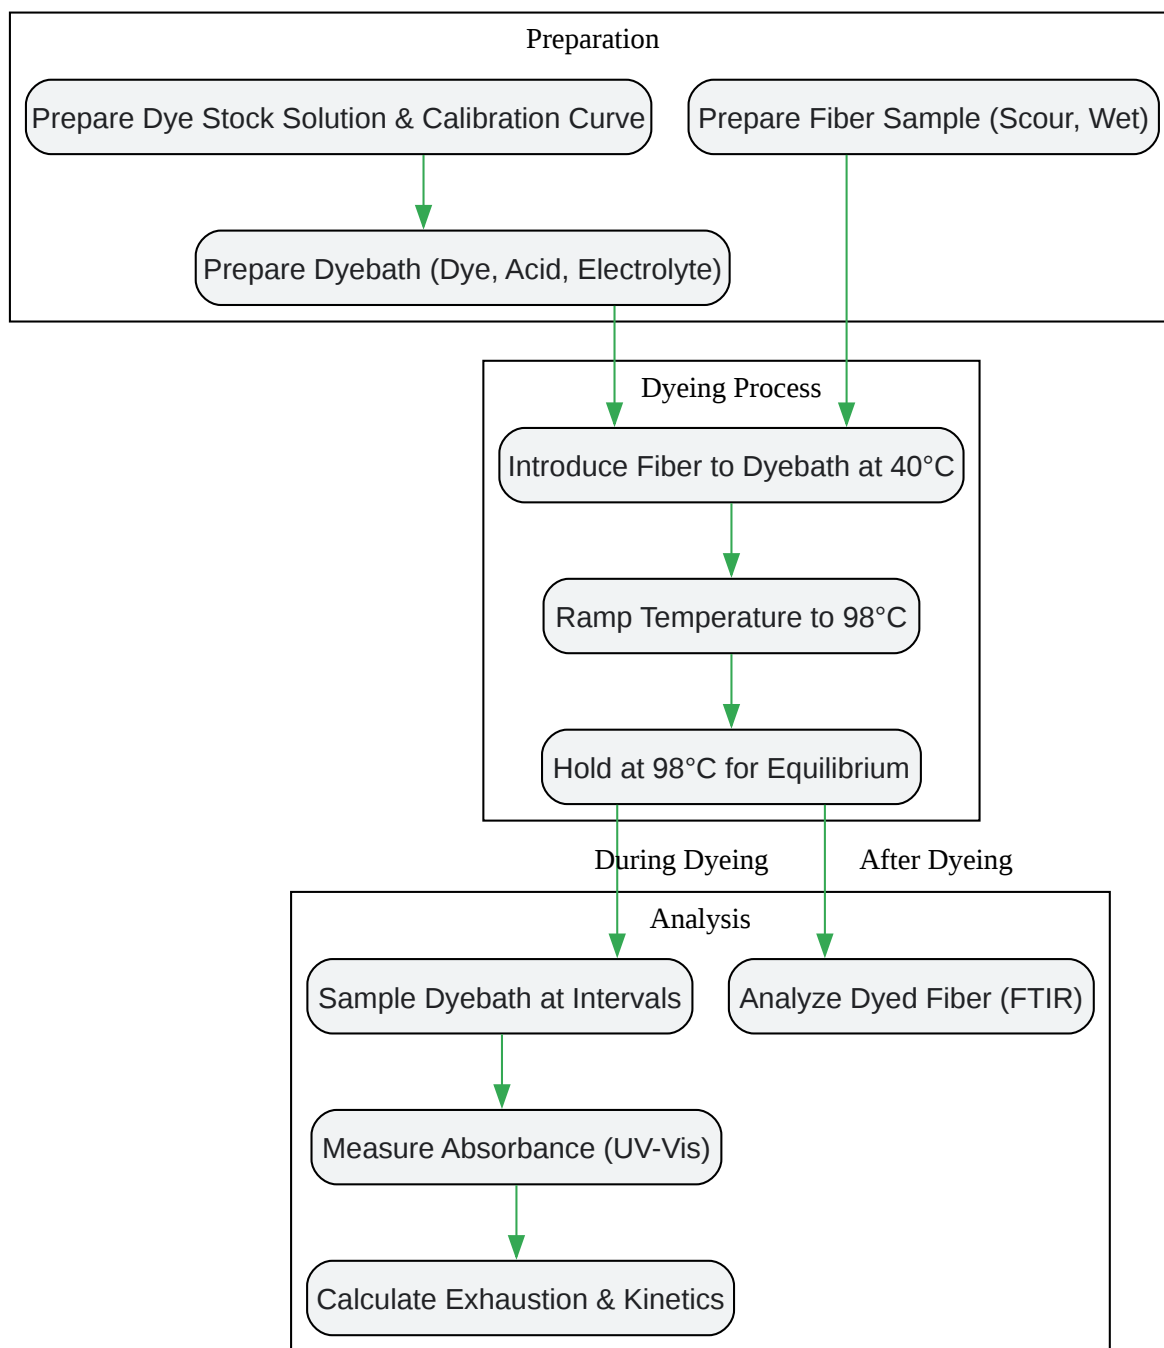 Preparation
Prepare Dye Stock Solution & Calibration Curve
Prepare Fiber Sample (Scour, Wet)
Prepare Dyebath (Dye, Acid, Electrolyte)
Dyeing Process
Introduce Fiber to Dyebath at 40°C
Ramp Temperature to 98°C
Hold at 98°C for Equilibrium
During Dyeing
After Dyeing
Analysis
Sample Dyebath at Intervals
Analyze Dyed Fiber (FTIR)
Measure Absorbance (UV-Vis)
Calculate Exhaustion & Kinetics